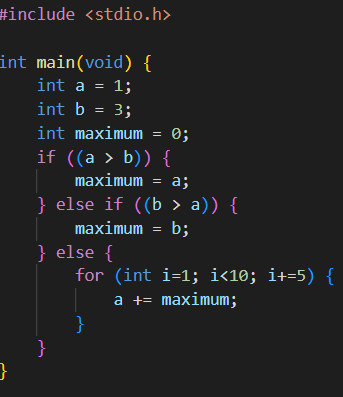 #include <stdio.h>
int main(void) {
    int a = 1;
    int b = 3;
    int maximum = 0;
    if ((a > b)) {
        maximum = a;
    } else if ((b > a)) {
        maximum = b;
    } else {
        for (int i=1; i<10; i+=5) {
            a += maximum;
        }
    }
}